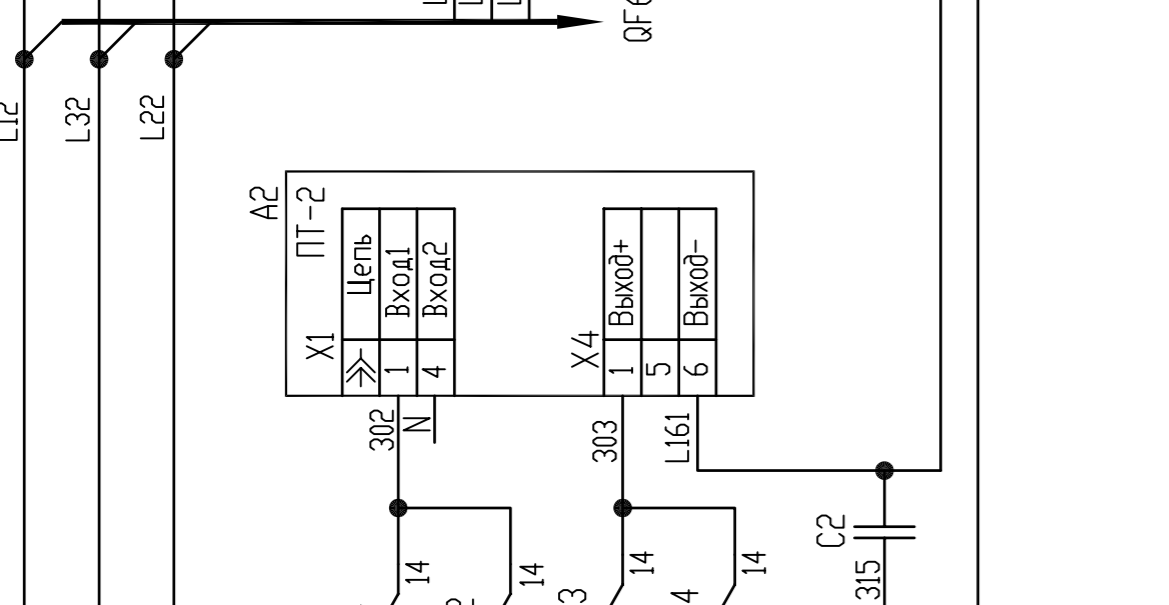 QF6
L12
L32
L22
A2
ПТ-2
X1
Цепь
1 Вход1
4 Вход2
X4
1 Выход+
5
6 Выход-
302
N
303
L161
14
14
14
14
3
4
C2
315